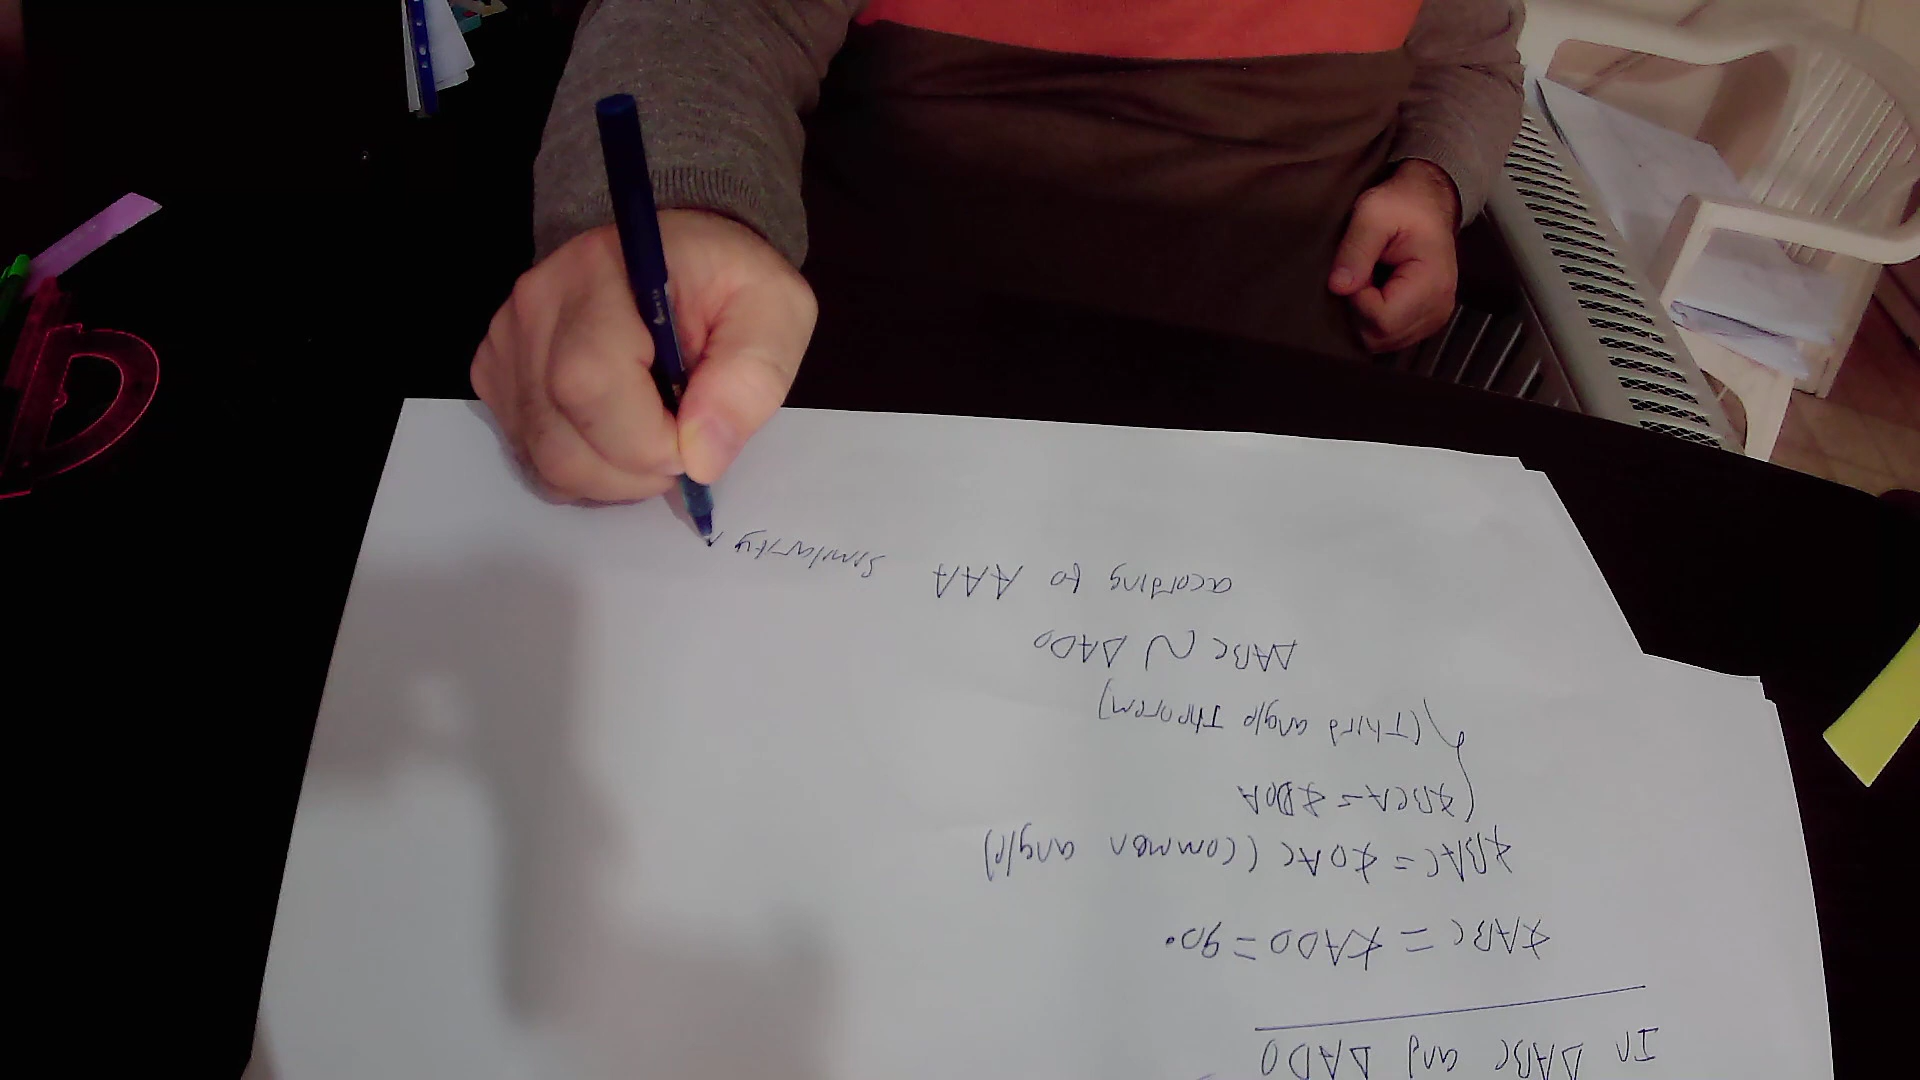 In ΔABC and ΔADO
∡ABC = ∡ADO = 90°
∡BAC = ∡OAC (common angle)
(∡BCA = ∡DOA
(Third angle Theorem)
ΔABC ~ ΔADO
acording to AAA Similarity